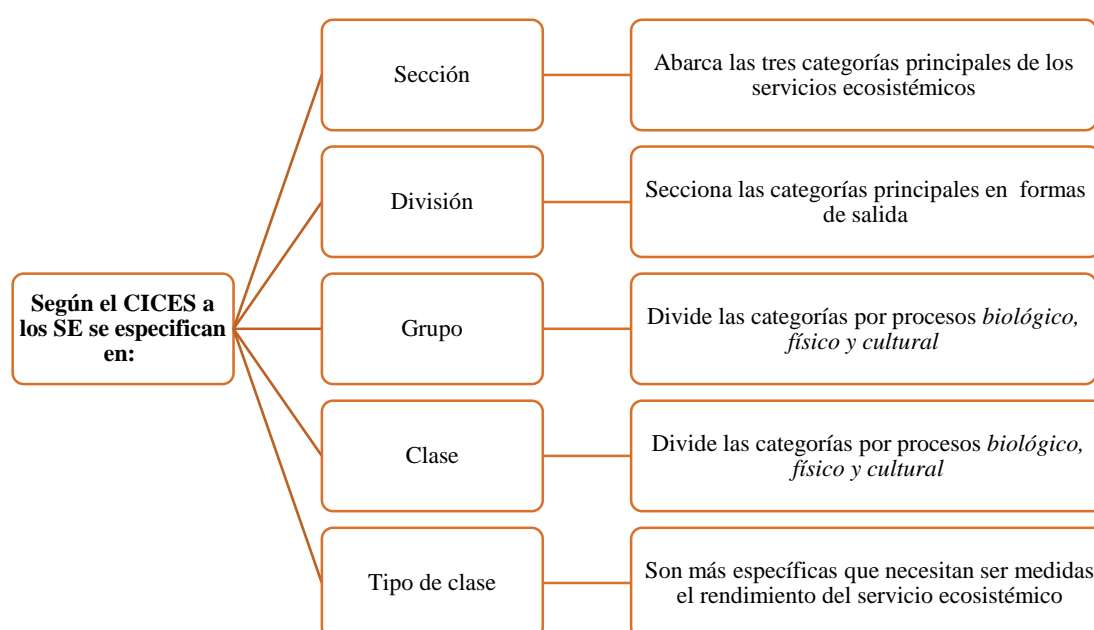 Según el CICES a
los SE se especifican
en:
Sección
Abarca las tres categorías principales de los
servicios ecosistémicos
División
Secciona las categorías principales en formas
de salida
Grupo
Divide las categorías por procesos biológico,
físico y cultural
Clase
Divide las categorías por procesos biológico,
físico y cultural
Tipo de clase
Son más específicas que necesitan ser medidas
el rendimiento del servicio ecosistémico